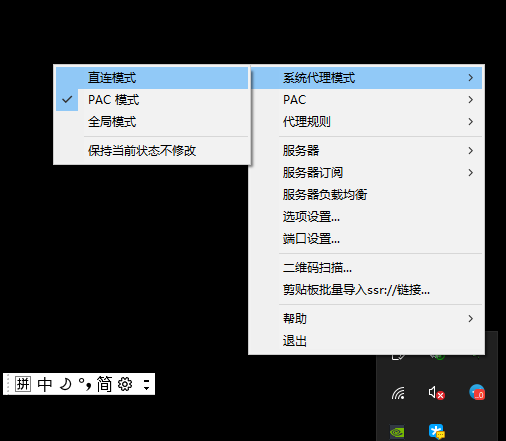 直连模式
PAC 模式
全局模式
保持当前状态不修改
系统代理模式
PAC
代理规则
服务器
服务器订阅
服务器负载均衡
选项设置...
端口设置...
二维码扫描...
剪贴板批量导入ssr://链接...
帮助
退出
拼 中 简